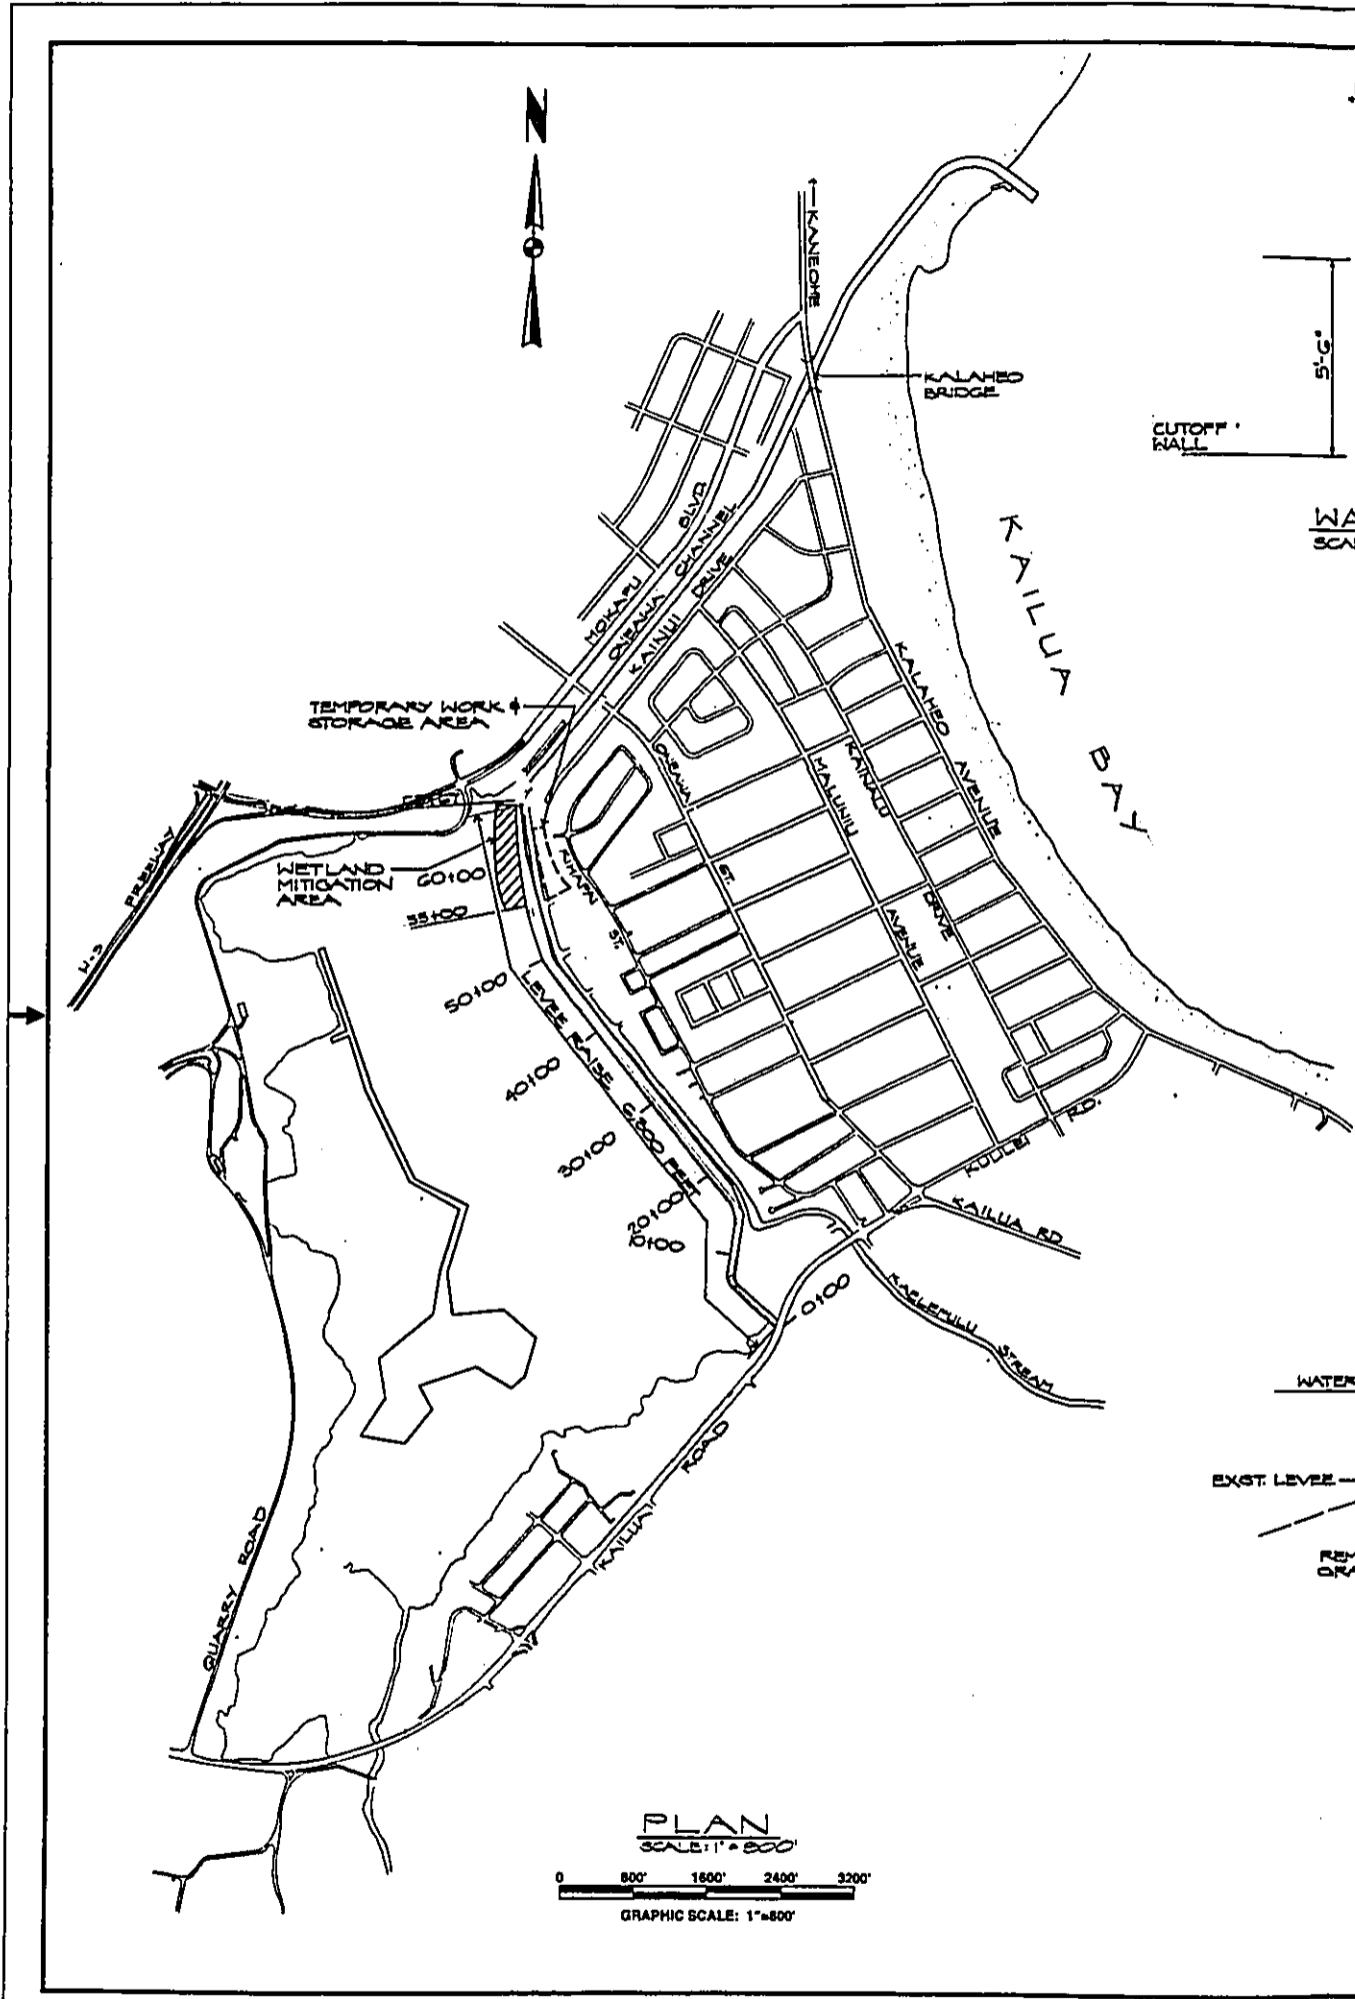 N
←KANEOHE
KALAHEO
BRIDGE
5'-6"
CUTOFF
WALL
WA
SCA
KAILUA BAY
MOKAPU BLVD.
ONEAWA CHANNEL
KAINUI DRIVE
TEMPORARY WORK &
STORAGE AREA
KALAHEO AVENUE
KAINALU DRIVE
MALUNIU AVENUE
ONEAWA ST.
KIHAPAI ST.
H-3 FREEWAY
WETLAND
MITIGATION
AREA
60+00
55+00
50+00
40+00
30+00
20+00
10+00
0+00
LEVEE RAISE 6,800 FEET
KUULEI RD.
KAILUA RD
KAELEPULU STREAM
WATER
EXST. LEVEE
KAILUA ROAD
QUARRY ROAD
PLAN
SCALE: 1"=800'
0 800' 1600' 2400' 3200'
GRAPHIC SCALE: 1"=800'